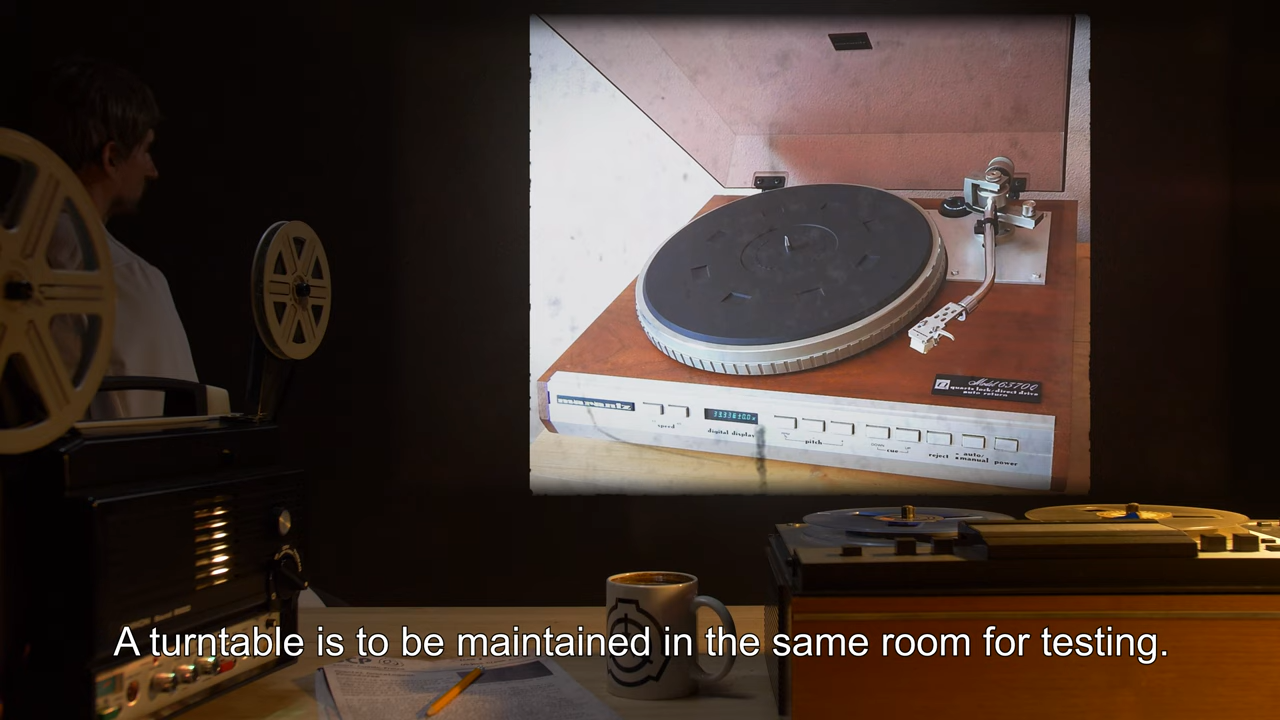 marantz
speed
digital display
pitch
cue
reject
auto/
manual
power
Model 6370Q
quartz lock: direct drive
auto return
A turntable is to be maintained in the same room for testing.